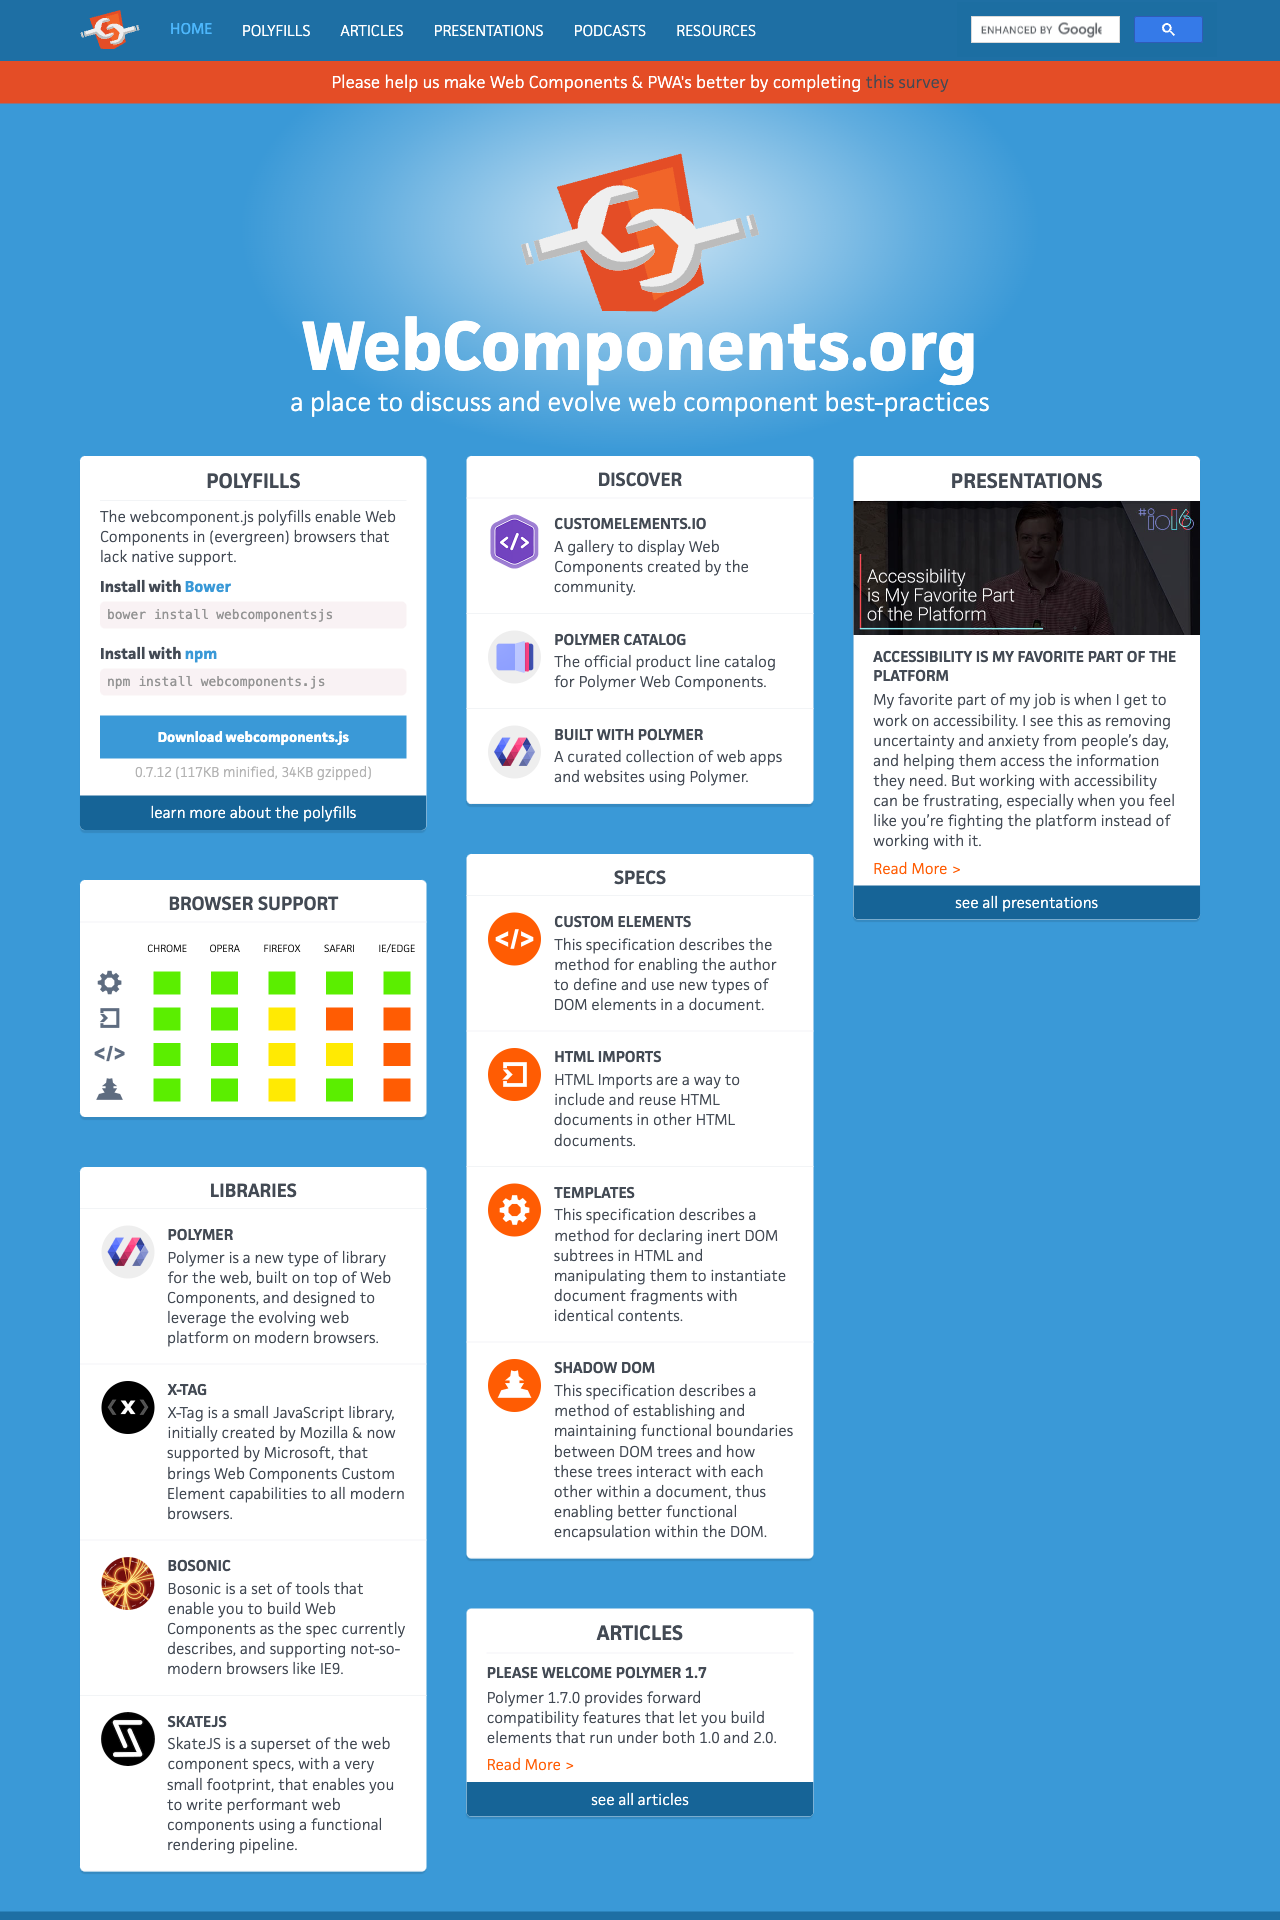 HOME
POLYFILLS
ARTICLES
PRESENTATIONS
PODCASTS
RESOURCES
ENHANCED BY Google
Please help us make Web Components & PWA's better by completing this survey
WebComponents.org
a place to discuss and evolve web component best-practices
POLYFILLS
The webcomponent.js polyfills enable Web
Components in (evergreen) browsers that
lack native support.
Install with Bower
bower install webcomponentsjs
Install with npm
npm install webcomponents.js
Download webcomponents.js
0.7.12 (117KB minified, 34KB gzipped)
learn more about the polyfills
BROWSER SUPPORT
CHROME OPERA FIREFOX SAFARI IE/EDGE
</>
LIBRARIES
POLYMER
Polymer is a new type of library
for the web, built on top of Web
Components, and designed to
leverage the evolving web
platform on modern browsers.
<X>
X-TAG
X-Tag is a small JavaScript library,
initially created by Mozilla & now
supported by Microsoft, that
brings Web Components Custom
Element capabilities to all modern
browsers.
BOSONIC
Bosonic is a set of tools that
enable you to build Web
Components as the spec currently
describes, and supporting not-so-
modern browsers like IE9.
SKATEJS
SkateJS is a superset of the web
component specs, with a very
small footprint, that enables you
to write performant web
components using a functional
rendering pipeline.
DISCOVER
</>
CUSTOMELEMENTS.IO
A gallery to display Web
Components created by the
community.
POLYMER CATALOG
The official product line catalog
for Polymer Web Components.
BUILT WITH POLYMER
A curated collection of web apps
and websites using Polymer.
SPECS
</>
CUSTOM ELEMENTS
This specification describes the
method for enabling the author
to define and use new types of
DOM elements in a document.
HTML IMPORTS
HTML Imports are a way to
include and reuse HTML
documents in other HTML
documents.
TEMPLATES
This specification describes a
method for declaring inert DOM
subtrees in HTML and
manipulating them to instantiate
document fragments with
identical contents.
SHADOW DOM
This specification describes a
method of establishing and
maintaining functional boundaries
between DOM trees and how
these trees interact with each
other within a document, thus
enabling better functional
encapsulation within the DOM.
ARTICLES
PLEASE WELCOME POLYMER 1.7
Polymer 1.7.0 provides forward
compatibility features that let you build
elements that run under both 1.0 and 2.0.
Read More >
see all articles
PRESENTATIONS
#io16
Accessibility
is My Favorite Part
of the Platform
ACCESSIBILITY IS MY FAVORITE PART OF THE
PLATFORM
My favorite part of my job is when I get to
work on accessibility. I see this as removing
uncertainty and anxiety from people's day,
and helping them access the information
they need. But working with accessibility
can be frustrating, especially when you feel
like you're fighting the platform instead of
working with it.
Read More >
see all presentations